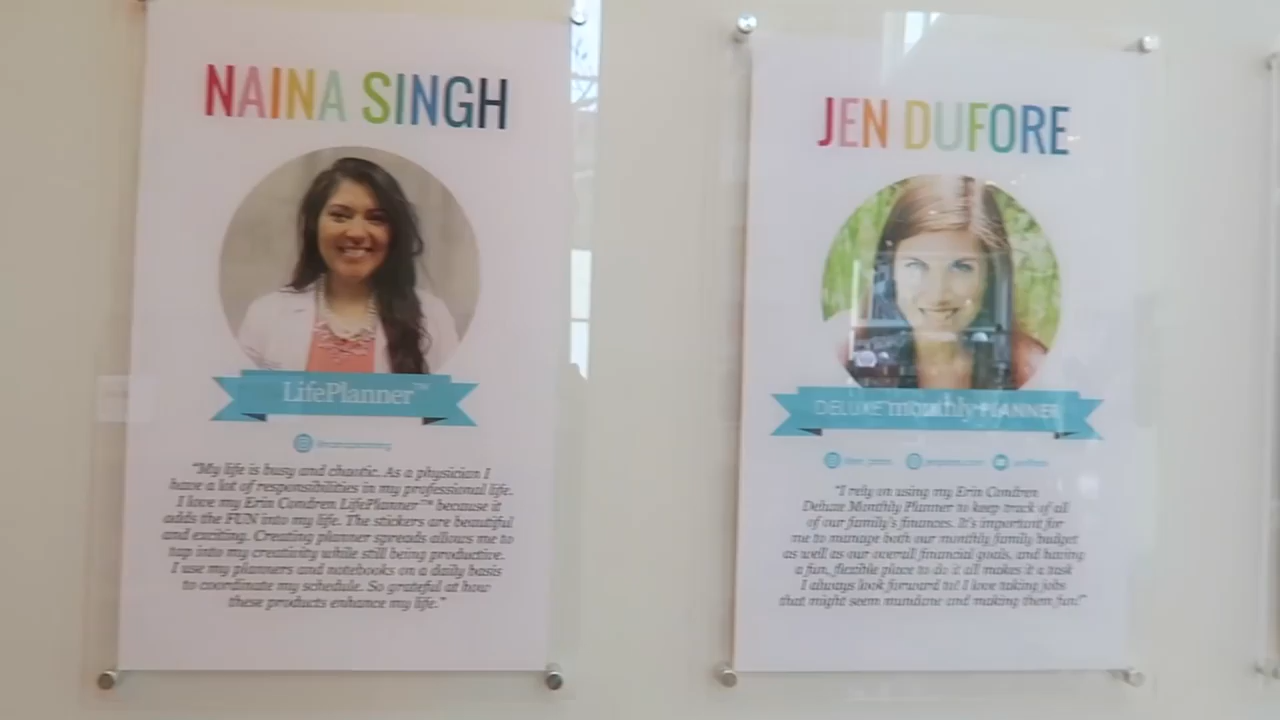 NAINA SINGH
LifePlanner™
"My life is busy and chaotic. As a physician I
have a lot of responsibilities in my professional life.
I love my Erin Condren LifePlanner™ because it
adds the FUN into my life. The stickers are beautiful
and exciting. Creating planner spreads allows me to
tap into my creativity while still being productive.
I use my planners and notebooks on a daily basis
to coordinate my schedule. So grateful at how
these products enhance my life."
JEN DUFORE
DELUXE monthly PLANNER
"I rely on using my Erin Condren
Deluxe Monthly Planner to keep track of all
of our family's finances. It's important for
me to manage both our monthly family budget
as well as our overall financial goals, and having
a fun, flexible place to do it all makes it a task
I always look forward to! I love taking jobs
that might seem mundane and making them fun!"